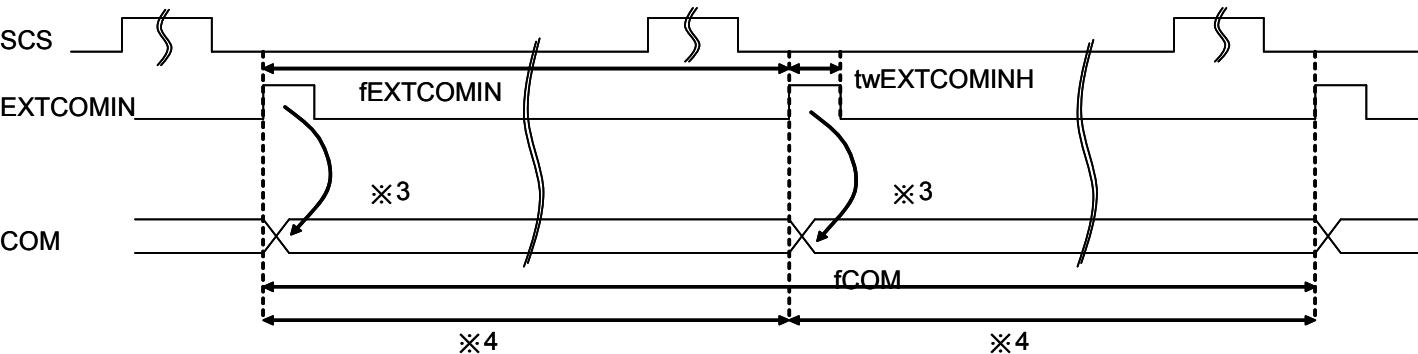 SCS
fEXTCOMIN
twEXTCOMINH
EXTCOMIN
※3
※3
COM
fCOM
※4
※4